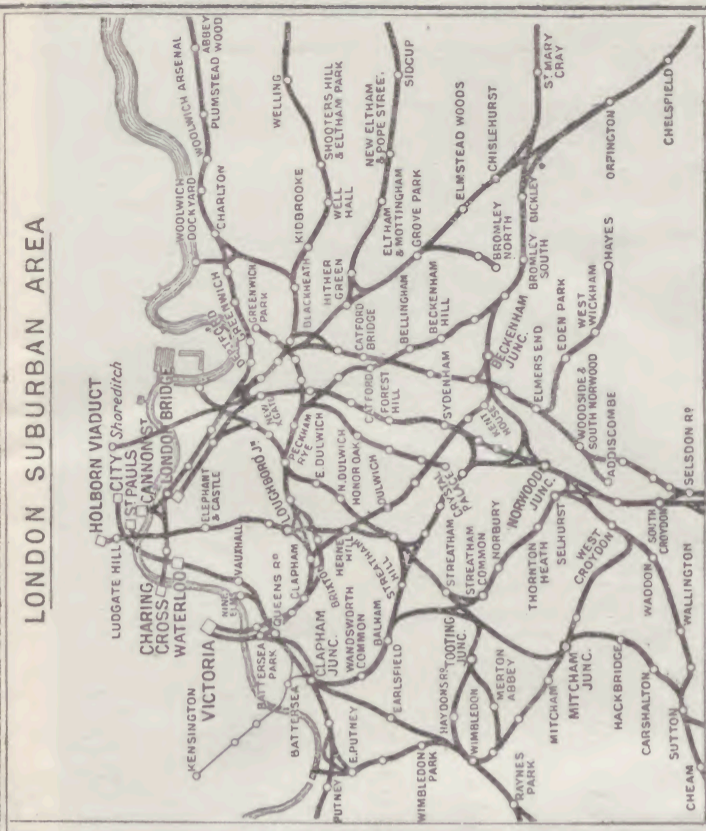 LONDON SUBURBAN AREA
HOLBORN VIADUCT
LUDGATE HILL
CITY
Shoreditch
ST PAULS
CANNON ST
LONDON BRIDGE
CHARING
CROSS
WATERLOO
ELEPHANT
& CASTLE
VAUXHALL
NINE
ELMS
QUEENS RD
KENSINGTON
VICTORIA
BATTERSEA
PARK
BATTERSEA
CLAPHAM
LOUGHBORO JN
BRIXTON
HERNE
HILL
CLAPHAM
JUNC.
WANDSWORTH
COMMON
BALHAM
STREATHAM
HILL
PUTNEY
E. PUTNEY
EARLSFIELD
WIMBLEDON
PARK
HAYDONS RD
TOOTING
JUNC.
MERTON
ABBEY
WIMBLEDON
RAYNES
PARK
STREATHAM
STREATHAM
COMMON
NORBURY
THORNTON
HEATH
SELHURST
NORWOOD
JUNC.
WEST
CROYDON
MITCHAM
MITCHAM
JUNC.
HACKBRIDGE
CARSHALTON
SUTTON
CHEAM
WALLINGTON
WADDON
SOUTH
CROYDON
SELSDON RD
PECKHAM
RYE
E. DULWICH
N. DULWICH
HONOR OAK
DULWICH
CRYSTAL
PALACE
NEW
CATFORD
FOREST
HILL
SYDENHAM
KENT
HOUSE
BECKENHAM
JUNC.
ELMERS END
EDEN PARK
WEST
WICKHAM
HAYES
WOODSIDE &
SOUTH NORWOOD
ADDISCOMBE
DEPTFORD
GREENWICH
GREENWICH
PARK
BLACKHEATH
HITHER
GREEN
CATFORD
BRIDGE
BELLINGHAM
BECKENHAM
HILL
BROMLEY
SOUTH
BICKLEY
BROMLEY
NORTH
WOOLWICH
DOCKYARD
CHARLTON
WOOLWICH ARSENAL
PLUMSTEAD
ABBEY
WOOD
KIDBROOKE
WELL
HALL
SHOOTERS HILL
& ELTHAM PARK
WELLING
ELTHAM
& MOTTINGHAM
NEW ELTHAM
& POPE STREET
SIDCUP
GROVE PARK
ELMSTEAD WOODS
CHISLEHURST
ST MARY
CRAY
ORPINGTON
CHELSFIELD